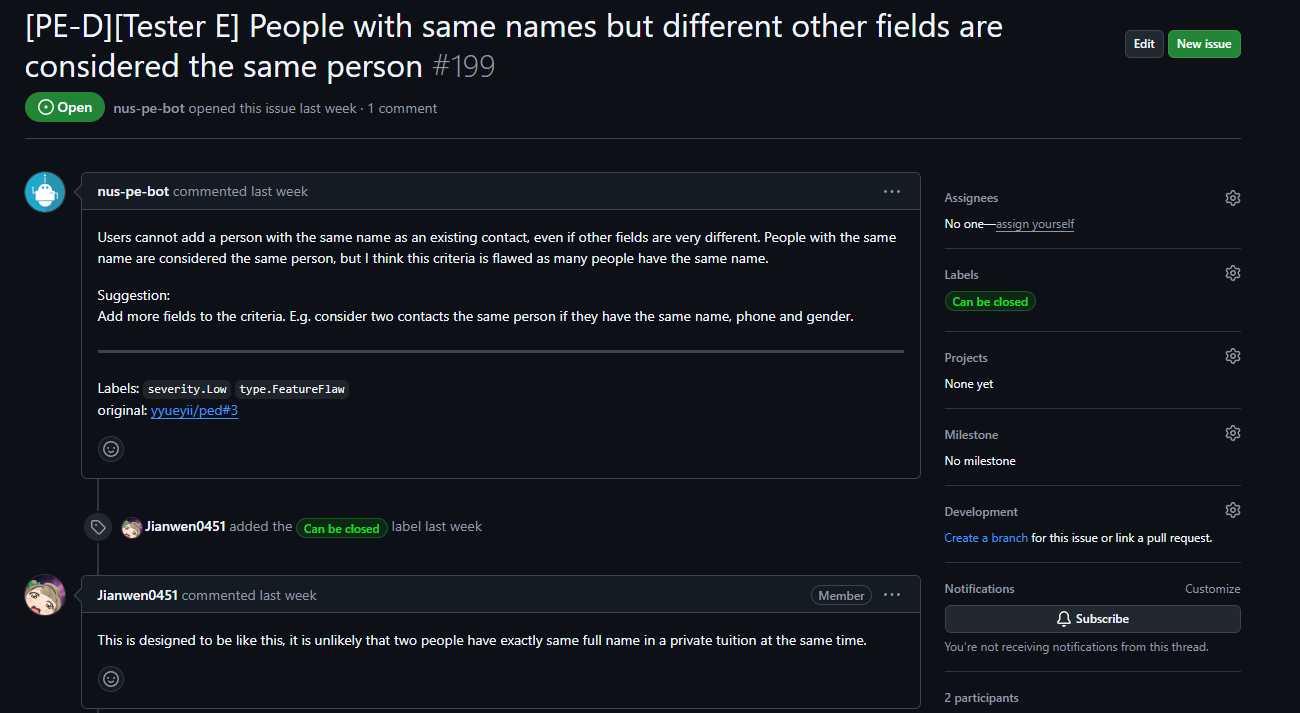 [PE-D][Tester E] People with same names but different other fields are
considered the same person #199
Edit
New issue
Open
nus-pe-bot opened this issue last week · 1 comment
nus-pe-bot commented last week
Users cannot add a person with the same name as an existing contact, even if other fields are very different. People with the same
name are considered the same person, but I think this criteria is flawed as many people have the same name.
Suggestion:
Add more fields to the criteria. E.g. consider two contacts the same person if they have the same name, phone and gender.
Labels: severity.Low type.FeatureFlaw
original: yyueyii/ped#3
Jianwen0451 added the Can be closed label last week
Jianwen0451 commented last week
Member
This is designed to be like this, it is unlikely that two people have exactly same full name in a private tuition at the same time.
Assignees
No one—assign yourself
Labels
Can be closed
Projects
None yet
Milestone
No milestone
Development
Create a branch for this issue or link a pull request.
Notifications
Customize
Subscribe
You're not receiving notifications from this thread.
2 participants